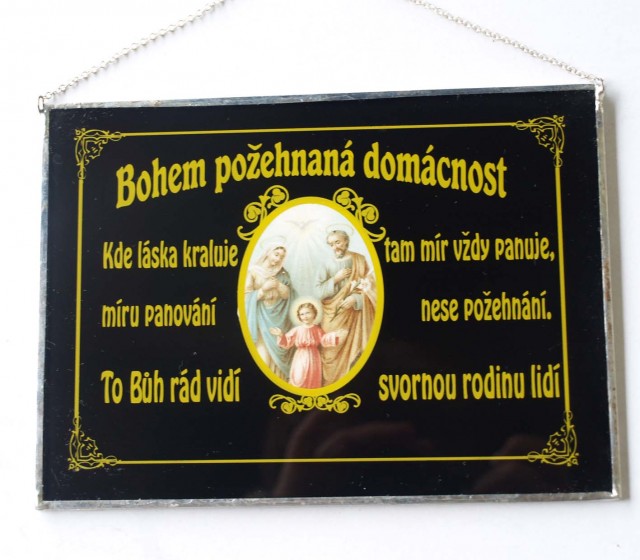 Bohem požehnaná domácnost
Kde láska kraluje tam mír vždy panuje,
míru panování nese požehnání.
To Bůh rád vidí svornou rodinu lidí